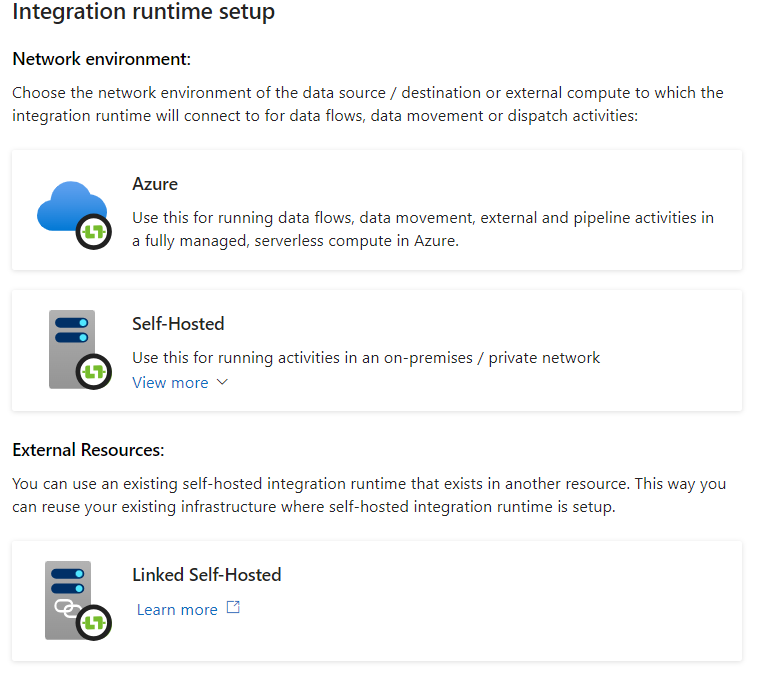 Integration runtime setup
Network environment:
Choose the network environment of the data source / destination or external compute to which the
integration runtime will connect to for data flows, data movement or dispatch activities:
Azure
Use this for running data flows, data movement, external and pipeline activities in
a fully managed, serverless compute in Azure.
Self-Hosted
Use this for running activities in an on-premises / private network
View more
External Resources:
You can use an existing self-hosted integration runtime that exists in another resource. This way you
can reuse your existing infrastructure where self-hosted integration runtime is setup.
Linked Self-Hosted
Learn more